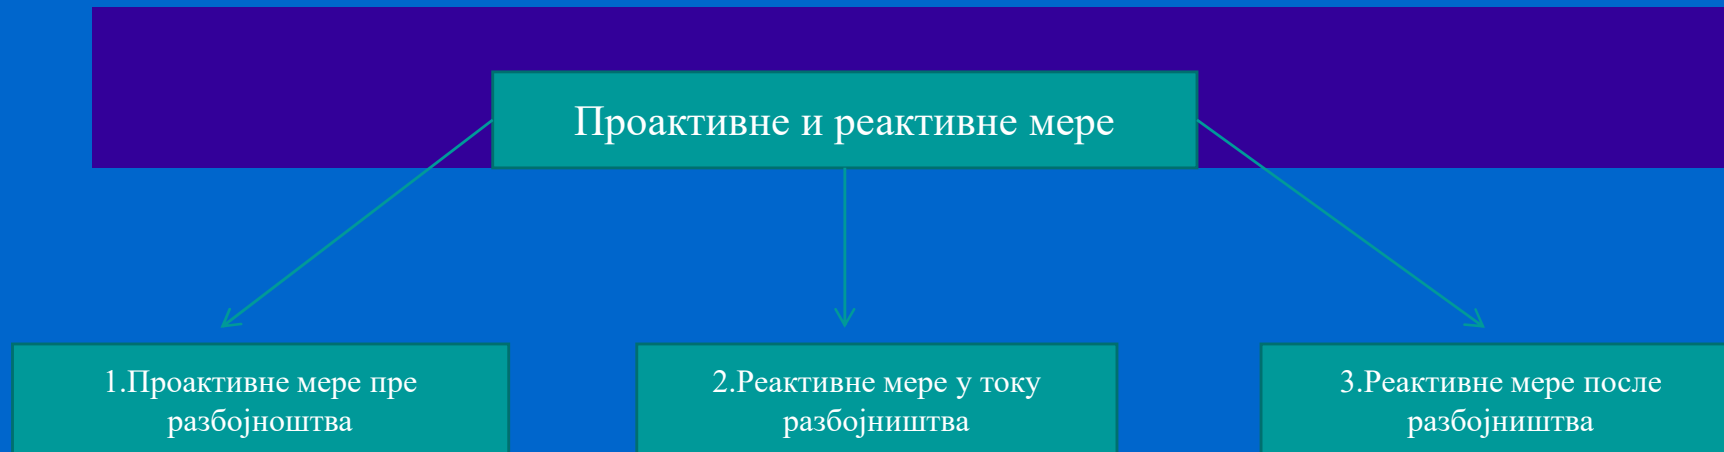 Проактивне и реактивне мере
1.Проактивне мере пре
разбојноштва
2.Реактивне мере у току
разбојништва
3.Реактивне мере после
разбојништва